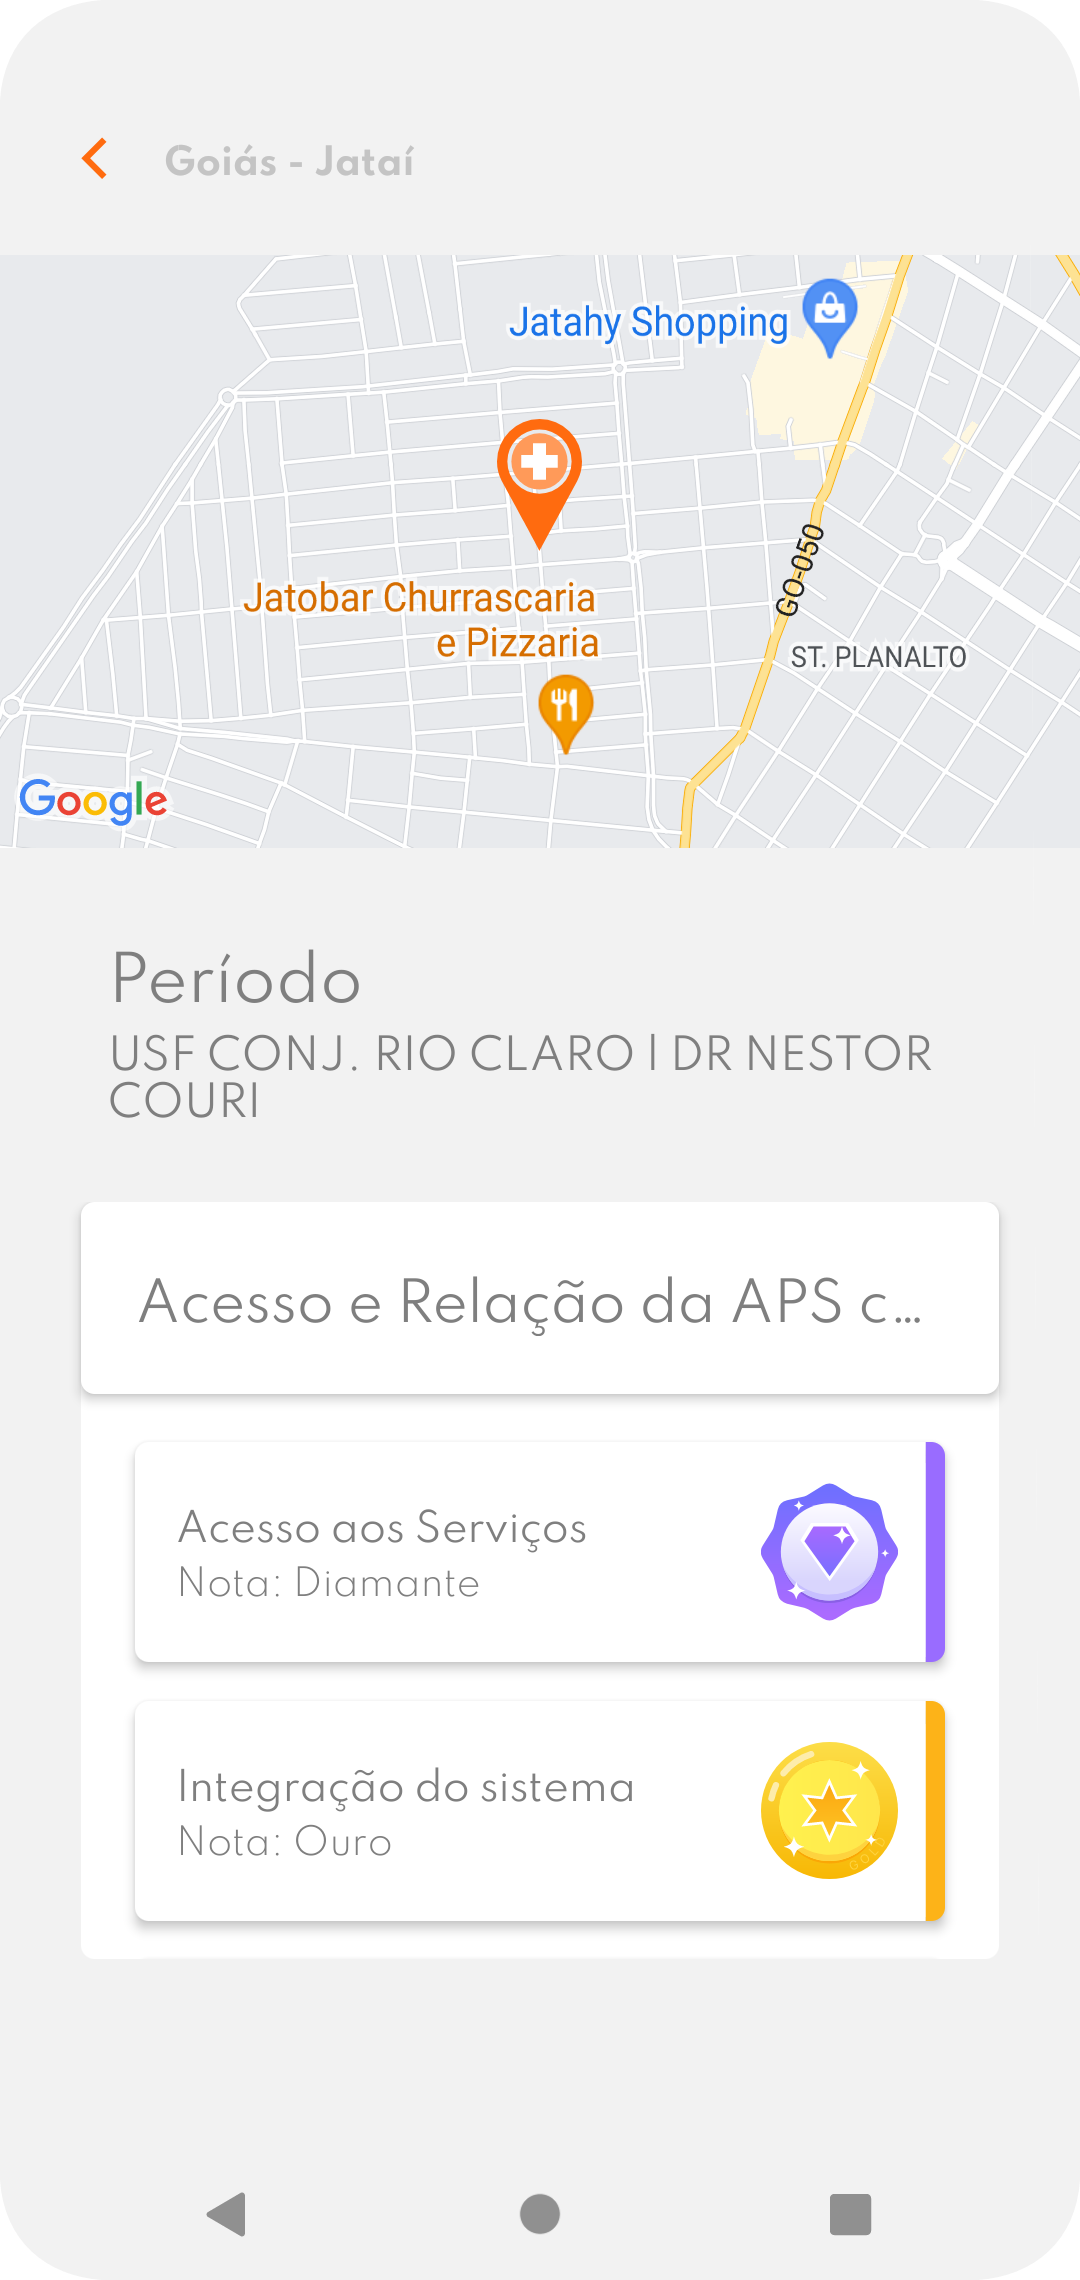 Goiás - Jataí
Jatahy Shopping
GO-050
Jatobar Churrascaria
e Pizzaria
ST. PLANALTO
Google
Período
USF CONJ. RIO CLARO | DR NESTOR
COURI
Acesso e Relação da APS c...
Acesso aos Serviços
Nota: Diamante
Integração do sistema
Nota: Ouro
GOLD